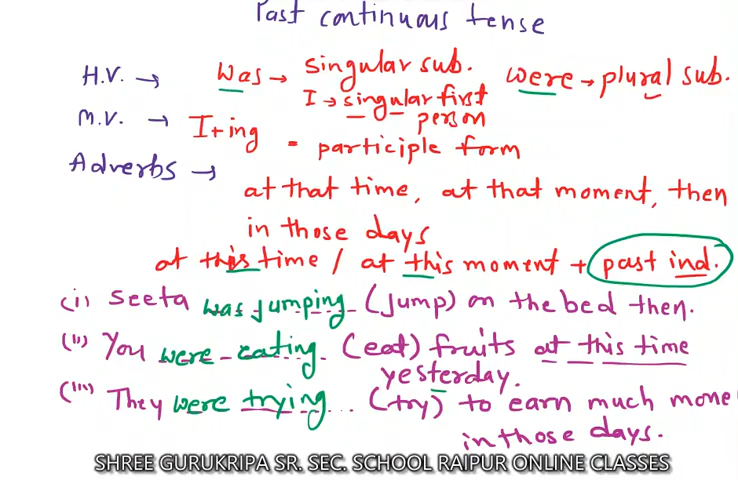 Past continuous tense
H.V. → was → singular sub. were → plural sub.
I → singular first person
M.V. → I+ing = participle form
Adverbs →
at that time, at that moment, then
in those days
at this time / at this moment + past ind.
(i) Seeta was jumping (Jump) on the bed then.
(ii) You were eating (eat) fruits at this time
yesterday.
(iii) They were trying... (try) to earn much mone
in those days.
SHREE GURUKRIPA SR. SEC. SCHOOL RAIPUR ONLINE CLASSES